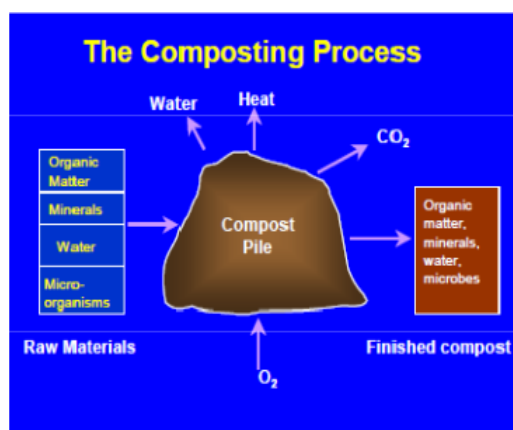 The Composting Process
Water
Heat
CO₂
Organic
Matter
Minerals
Water
Micro-
organisms
Compost
Pile
Organic
matter,
minerals,
water,
microbes
Raw Materials
Finished compost
O₂